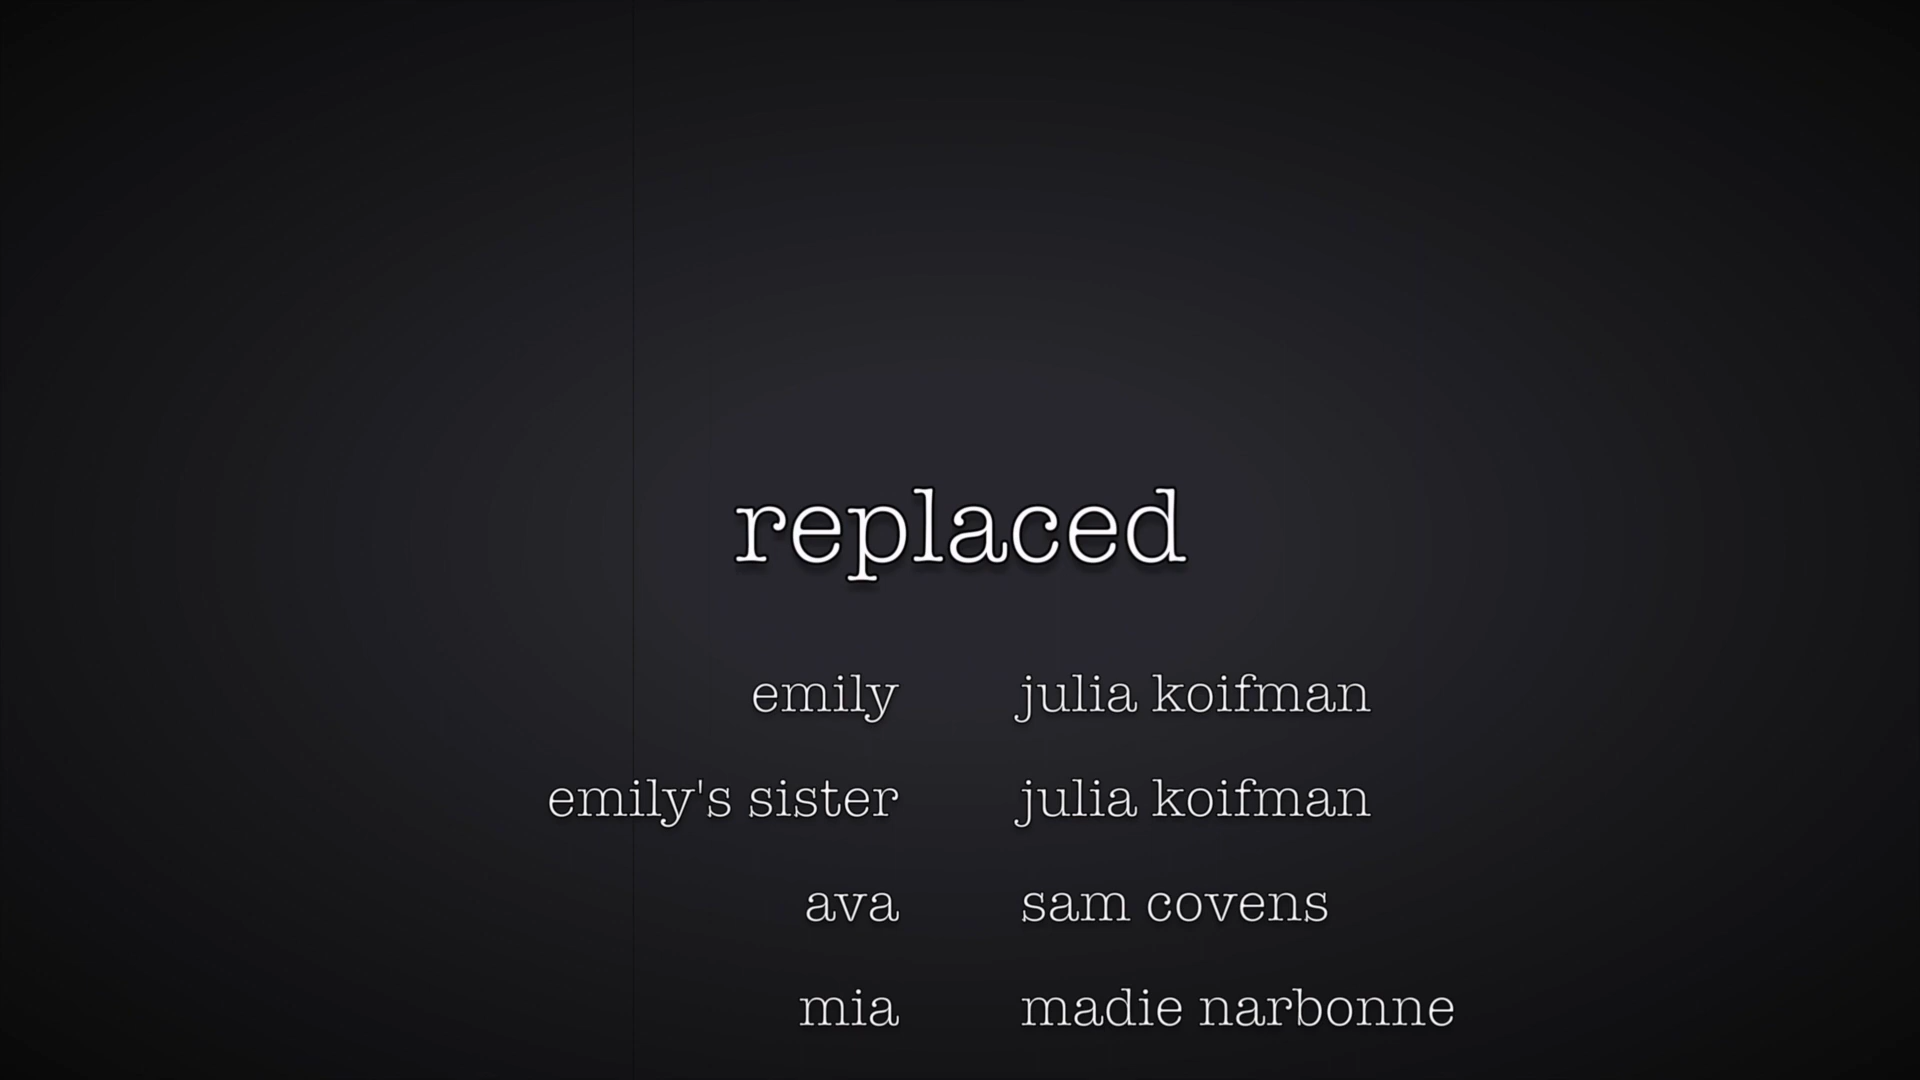 replaced
emily julia koifman
emily's sister julia koifman
ava sam covens
mia madie narbonne